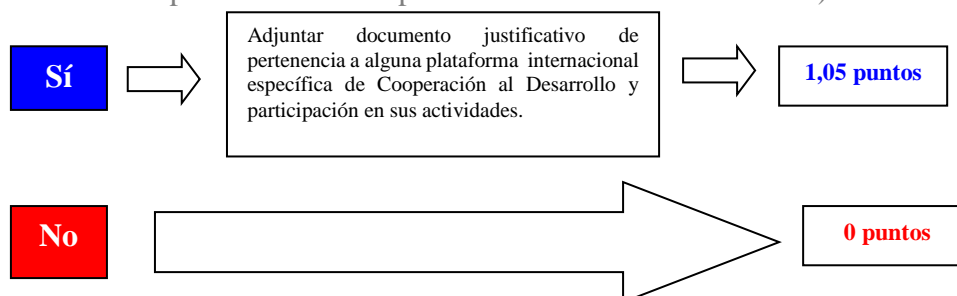 Sí
Adjuntar documento justificativo de
pertenencia a alguna plataforma internacional
específica de Cooperación al Desarrollo y
participación en sus actividades.
1,05 puntos
No
0 puntos